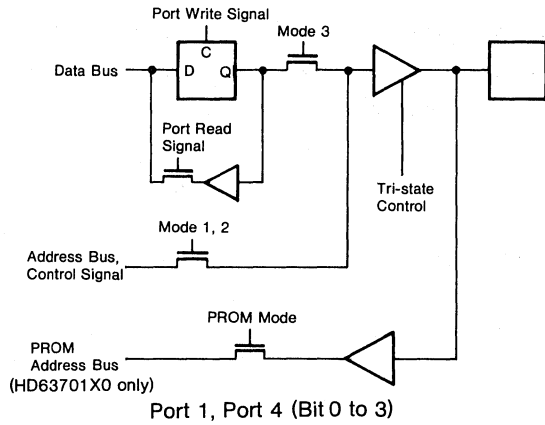 Port Write Signal
C
Mode 3
Data Bus
D
Q
Port Read
Signal
Tri-state
Control
Mode 1, 2
Address Bus,
Control Signal
PROM Mode
PROM
Address Bus
(HD63701X0 only)
Port 1, Port 4 (Bit 0 to 3)